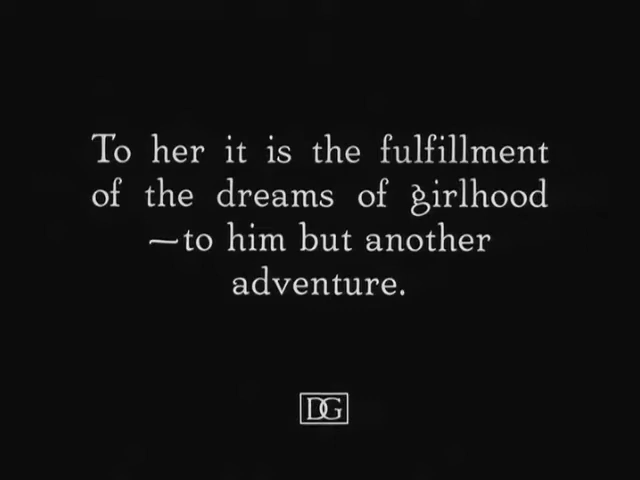 To her it is the fulfillment
of the dreams of girlhood
—to him but another
adventure.
DG